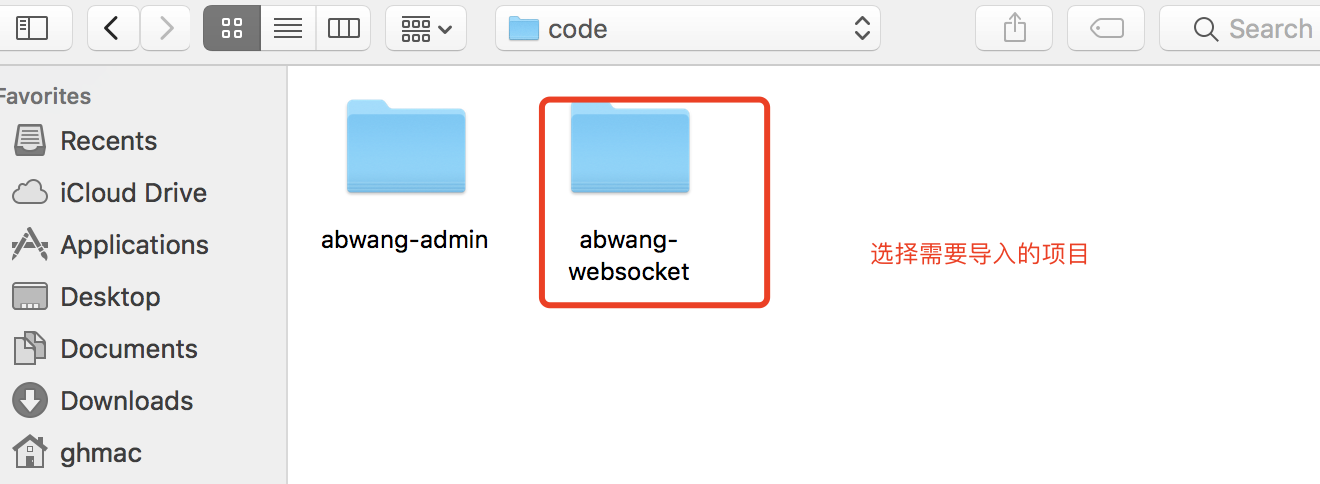 code
Search
Favorites
Recents
iCloud Drive
Applications
Desktop
Documents
Downloads
ghmac
abwang-admin
abwang-
websocket
选择需要导入的项目